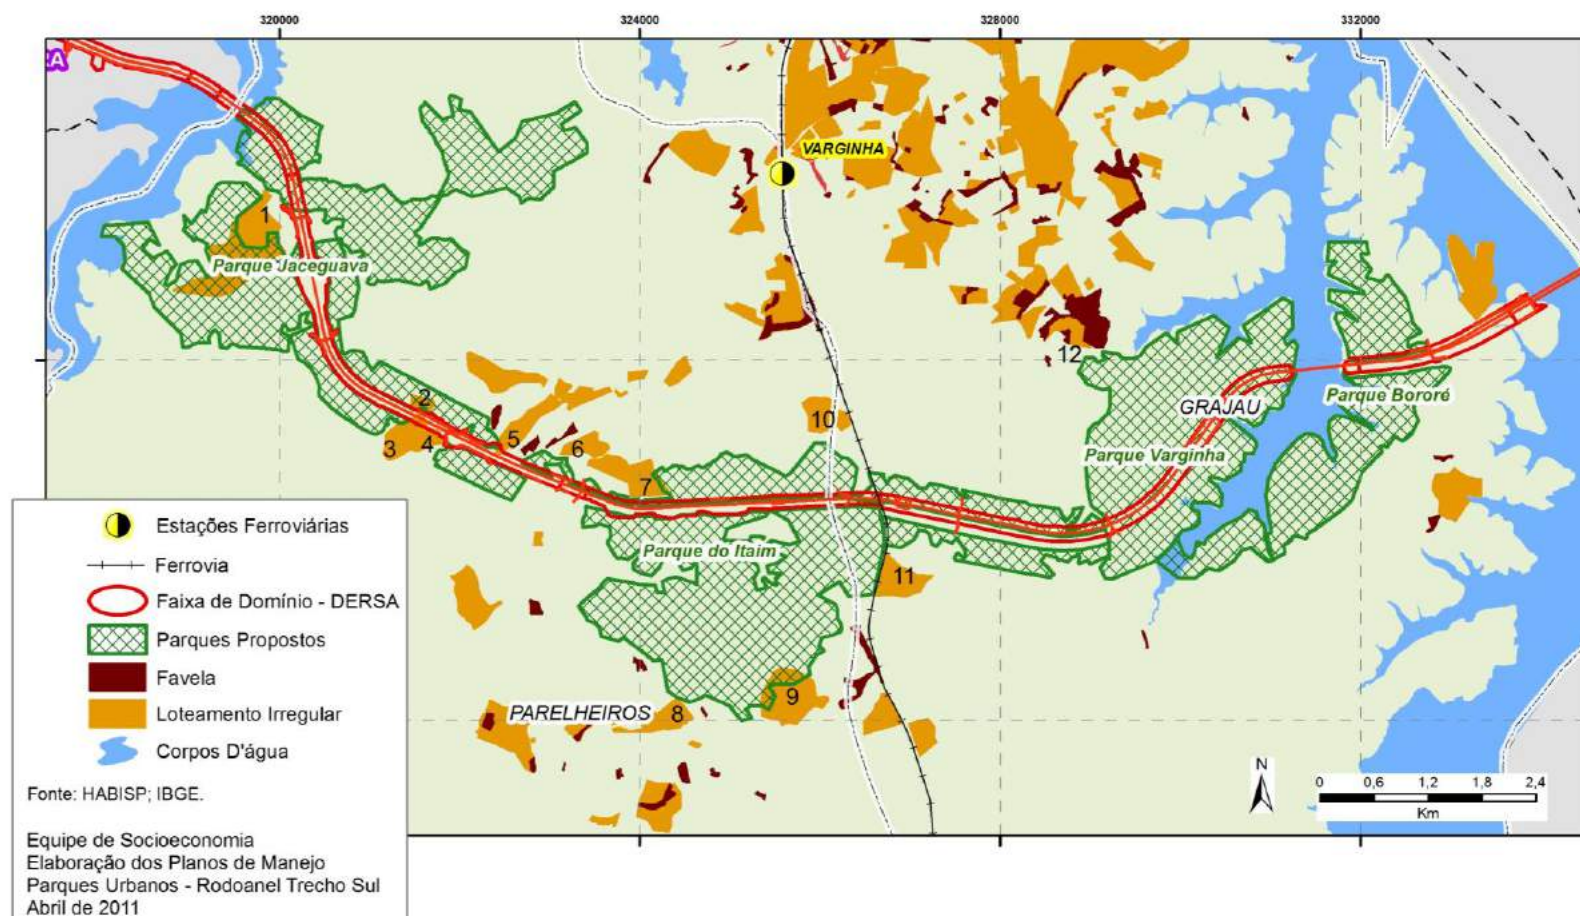 320000
324000
328000
332000
A
VARGINHA
1
Parque Jaceguava
12
2
Parque Bororé
GRAJAU
3
4
5
6
10
Parque Varginha
7
Parque do Itaim
11
9
8
PARELHEIROS
Estações Ferroviárias
Ferrovia
Faixa de Domínio - DERSA
Parques Propostos
Favela
Loteamento Irregular
Corpos D'água
Fonte: HABISP; IBGE.
Equipe de Socioeconomia
Elaboração dos Planos de Manejo
Parques Urbanos - Rodoanel Trecho Sul
Abril de 2011
N
0 0,6 1,2 1,8 2,4
Km